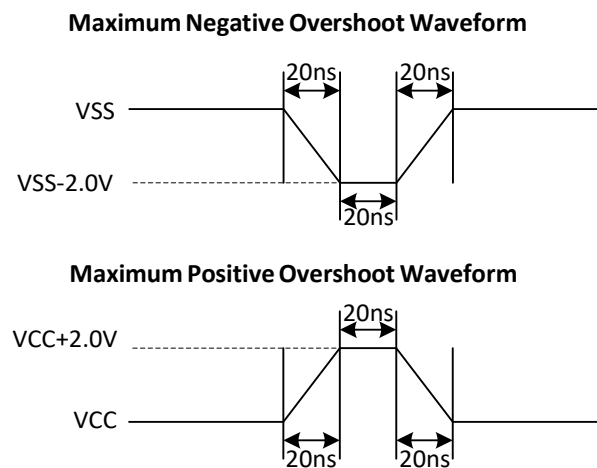 Maximum Negative Overshoot Waveform
20ns 20ns
VSS
VSS-2.0V
20ns
Maximum Positive Overshoot Waveform
20ns
VCC+2.0V
VCC
20ns 20ns